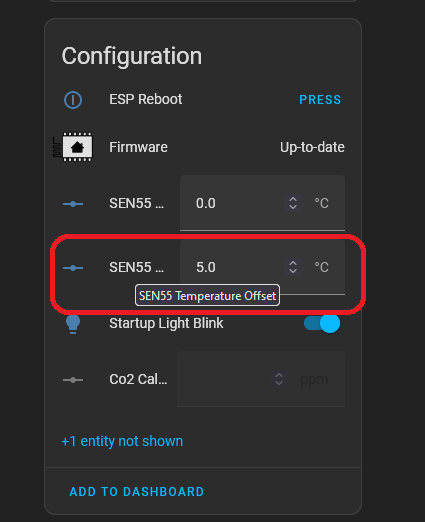 Configuration
ESP Reboot PRESS
Firmware Up-to-date
SEN55 ... 0.0 °C
SEN55 ... 5.0 °C
SEN55 Temperature Offset
Startup Light Blink
Co2 Cal... ppm
+1 entity not shown
ADD TO DASHBOARD